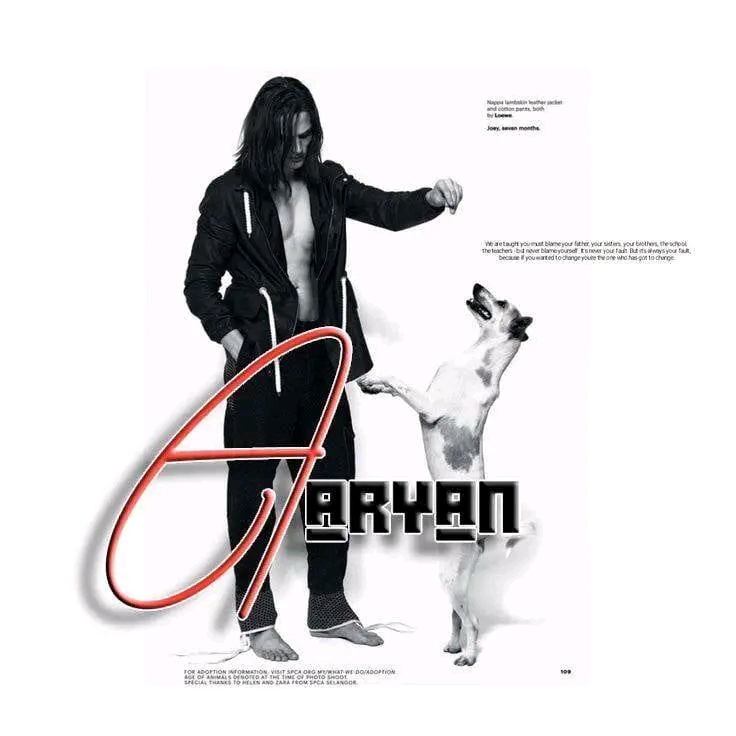 Nappa lambskin leather jacket
and cotton pants, both
by Loewe.
Joey, seven months.
We are taught you must blame your father, your sisters, your brothers, the school,
the teachers - but never blame yourself. It's never your fault. But it's always your fault,
because if you wanted to change you're the one who has got to change.
A
ARYAN
FOR ADOPTION INFORMATION, VISIT SPCA.ORG.MY/WHAT-WE-DO/ADOPTION
AGE OF ANIMALS DENOTED AT THE TIME OF PHOTO SHOOT.
SPECIAL THANKS TO HELEN AND ZARA FROM SPCA SELANGOR.
109